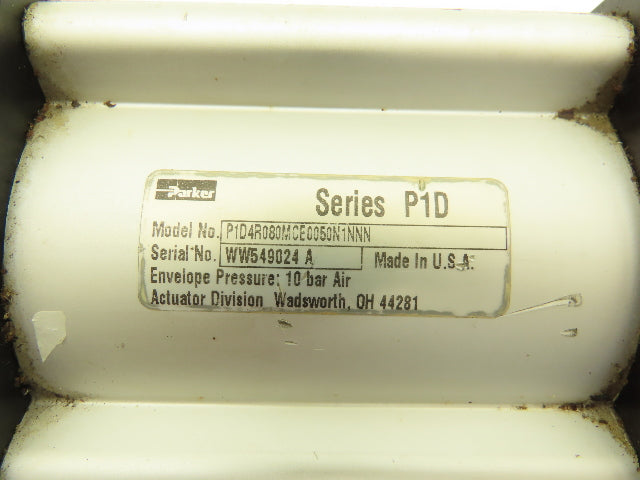 Parker
Series P1D
Model No. P1D4R080MCE0050N1NNN
Serial No. WW549024 A Made In U.S.A.
Envelope Pressure: 10 bar Air
Actuator Division Wadsworth, OH 44281